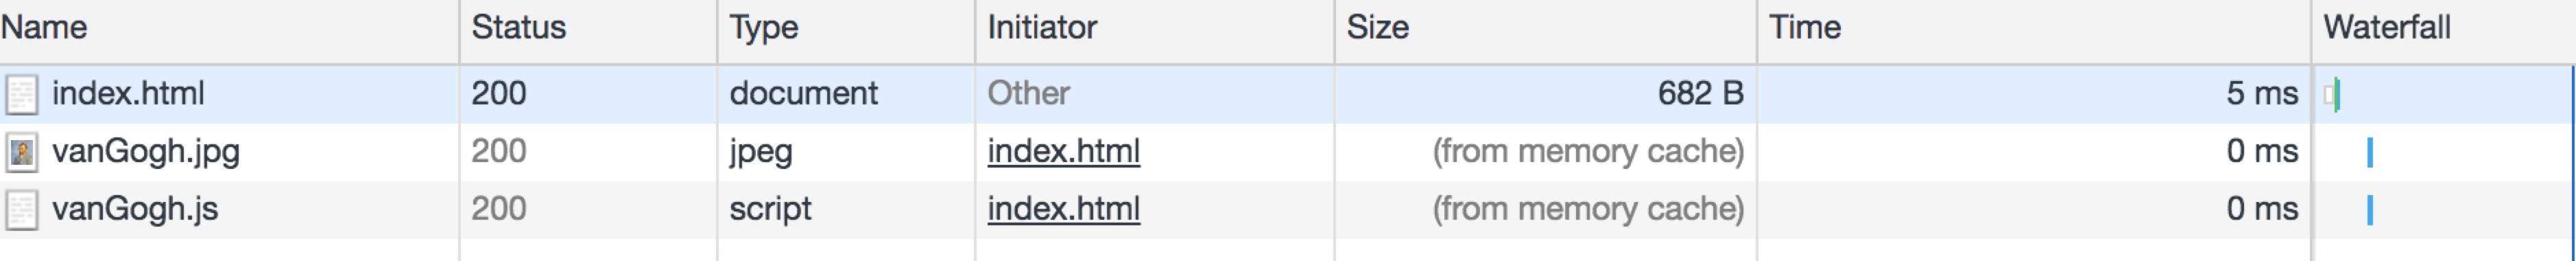 Name Status Type Initiator Size Time Waterfall
index.html 200 document Other 682 B 5 ms
vanGogh.jpg 200 jpeg index.html (from memory cache) 0 ms
vanGogh.js 200 script index.html (from memory cache) 0 ms